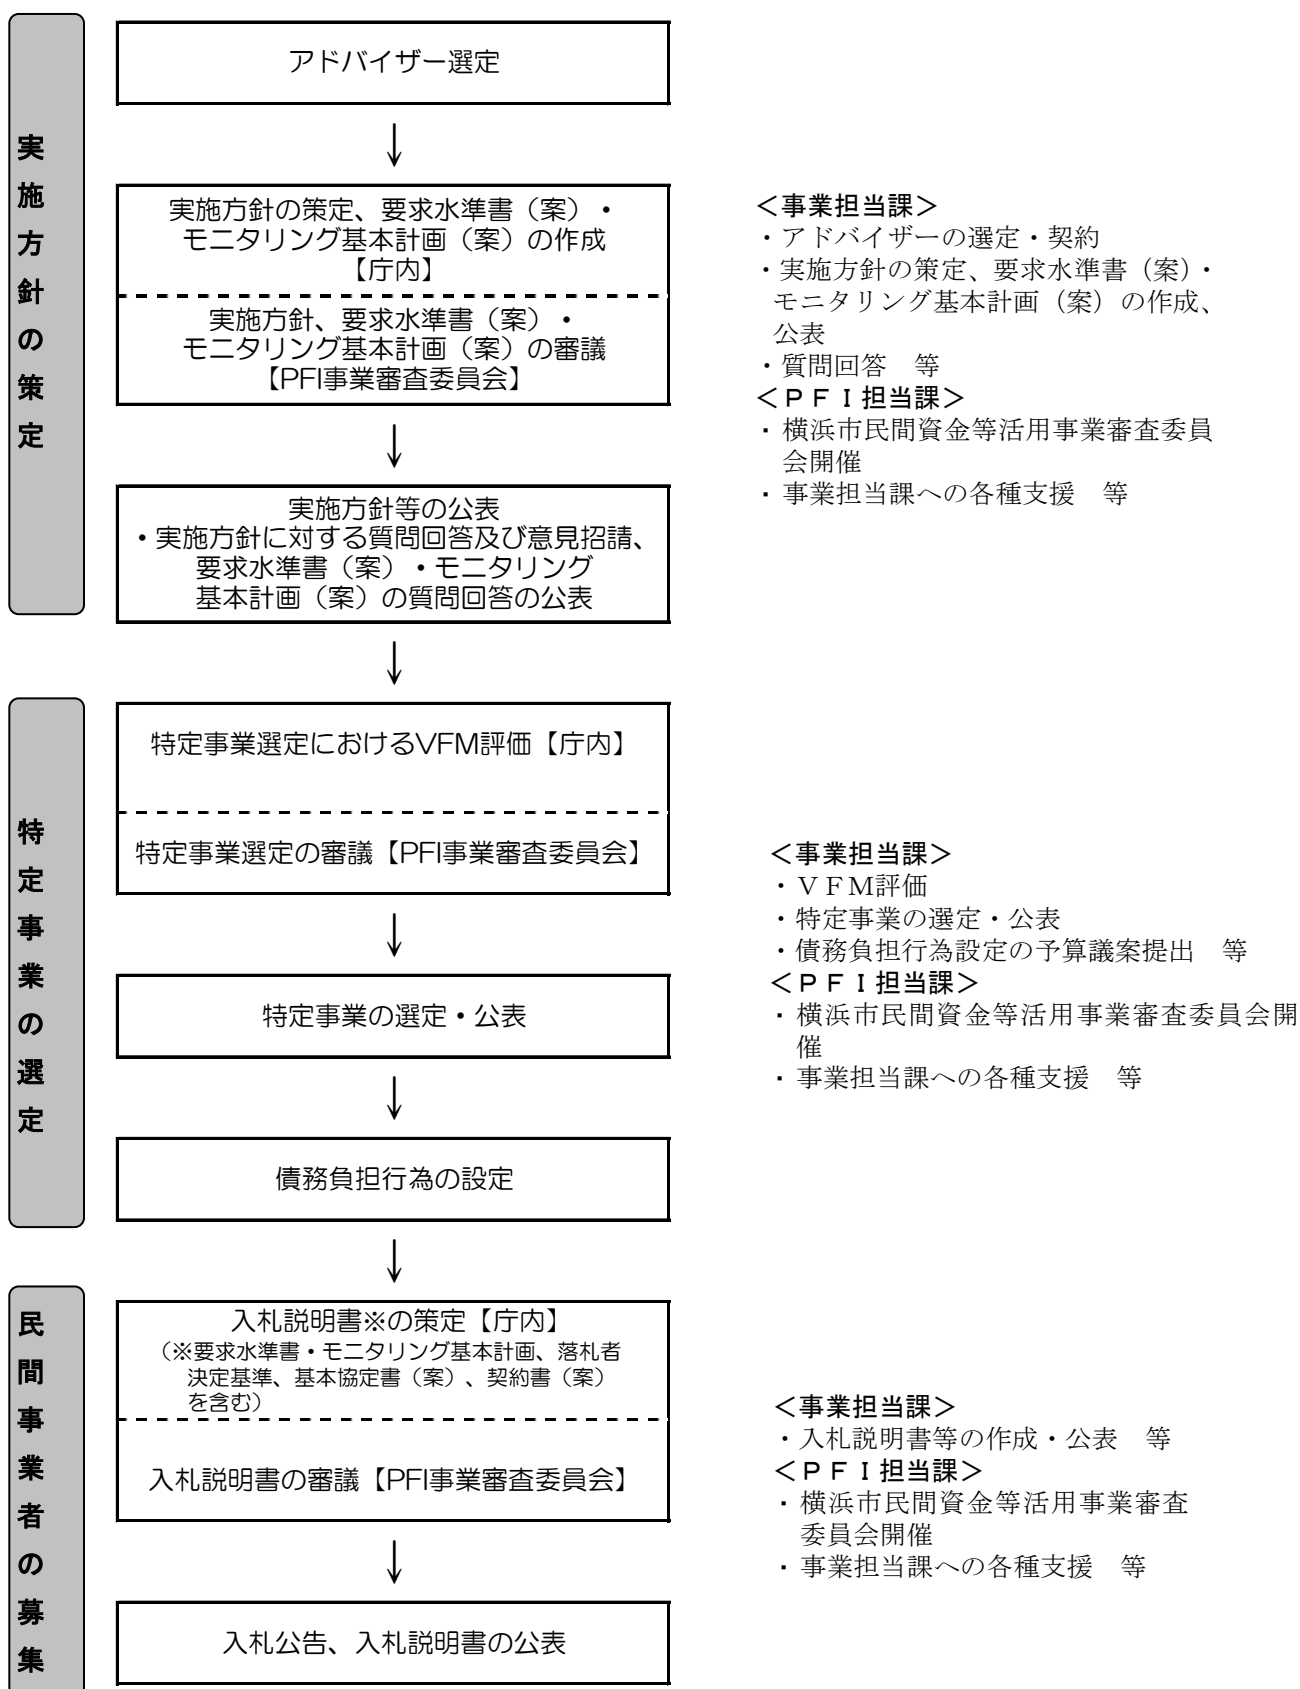 実施方針の策定
アドバイザー選定
↓
実施方針の策定、要求水準書（案）・
モニタリング基本計画（案）の作成
【庁内】
実施方針、要求水準書（案）・
モニタリング基本計画（案）の審議
【PFI事業審査委員会】
↓
実施方針等の公表
・実施方針に対する質問回答及び意見招請、
要求水準書（案）・モニタリング
基本計画（案）の質問回答の公表
↓
＜事業担当課＞
・アドバイザーの選定・契約
・実施方針の策定、要求水準書（案）・
モニタリング基本計画（案）の作成、
公表
・質問回答　等
＜ＰＦＩ担当課＞
・横浜市民間資金等活用事業審査委員
会開催
・事業担当課への各種支援　等
特定事業の選定
特定事業選定におけるVFM評価【庁内】
特定事業選定の審議【PFI事業審査委員会】
↓
特定事業の選定・公表
↓
債務負担行為の設定
↓
＜事業担当課＞
・ＶＦＭ評価
・特定事業の選定・公表
・債務負担行為設定の予算議案提出　等
＜ＰＦＩ担当課＞
・横浜市民間資金等活用事業審査委員会開
催
・事業担当課への各種支援　等
民間事業者の募集
入札説明書※の策定【庁内】
（※要求水準書・モニタリング基本計画、落札者
決定基準、基本協定書（案）、契約書（案）
を含む）
入札説明書の審議【PFI事業審査委員会】
↓
入札公告、入札説明書の公表
＜事業担当課＞
・入札説明書等の作成・公表　等
＜ＰＦＩ担当課＞
・横浜市民間資金等活用事業審査
委員会開催
・事業担当課への各種支援　等